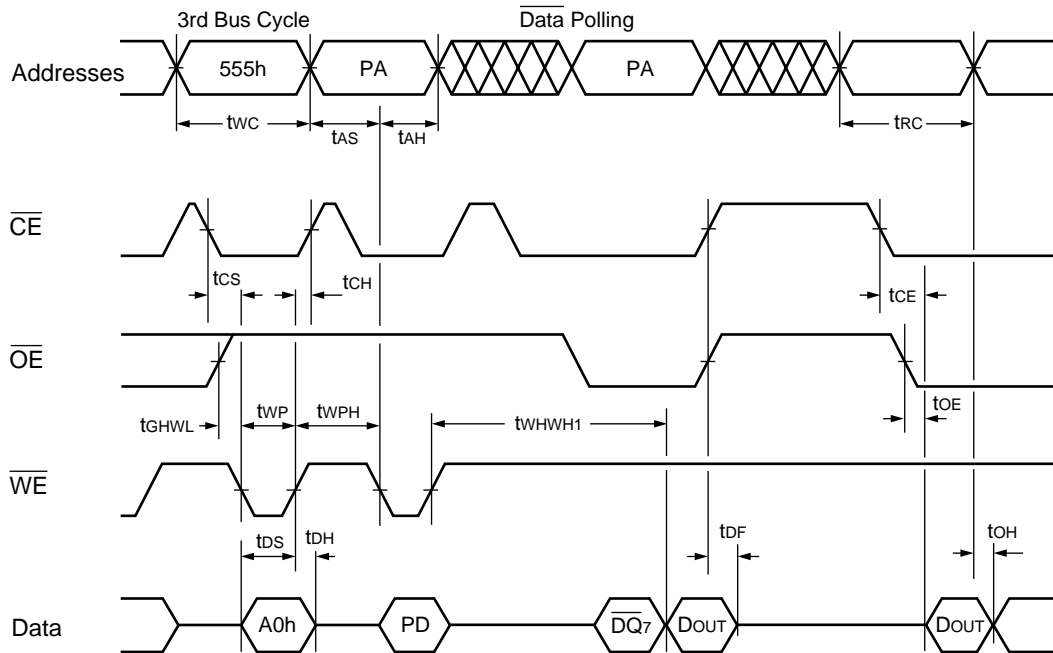 3rd Bus Cycle
Data Polling
Addresses
555h
PA
PA
tWC
tAS
tAH
tRC
CE
tCS
tCH
tCE
OE
tGHWL
tWP
tWPH
tWHWH1
tOE
WE
tDS
tDH
tDF
tOH
Data
A0h
PD
DQ7
DOUT
DOUT